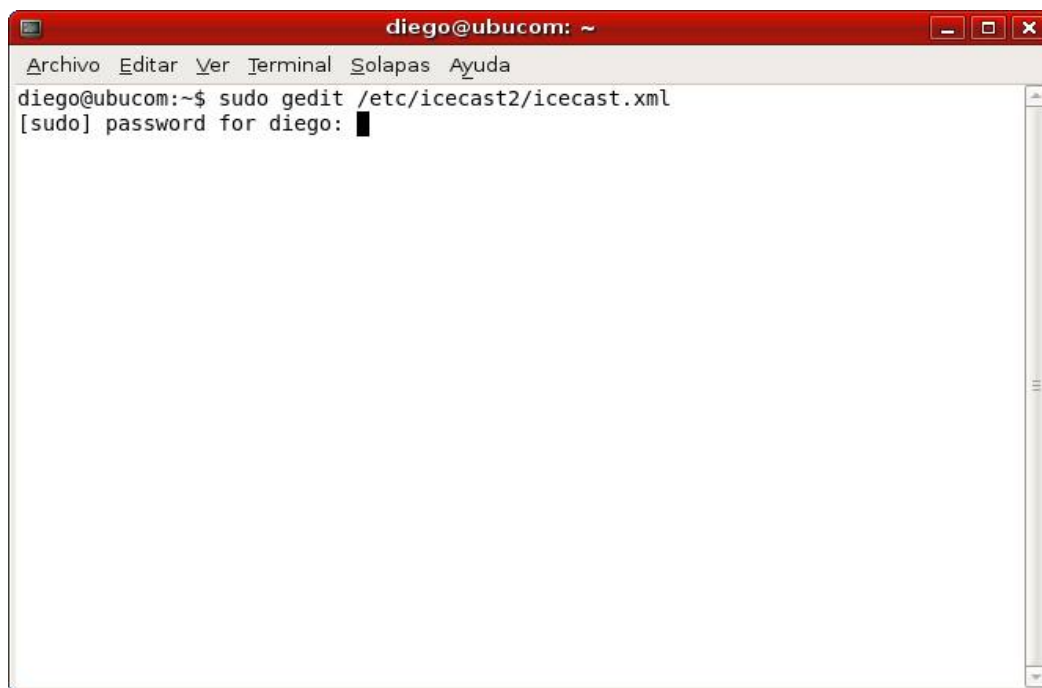 diego@ubucom: ~
Archivo Editar Ver Terminal Solapas Ayuda
diego@ubucom:~$ sudo gedit /etc/icecast2/icecast.xml
[sudo] password for diego: